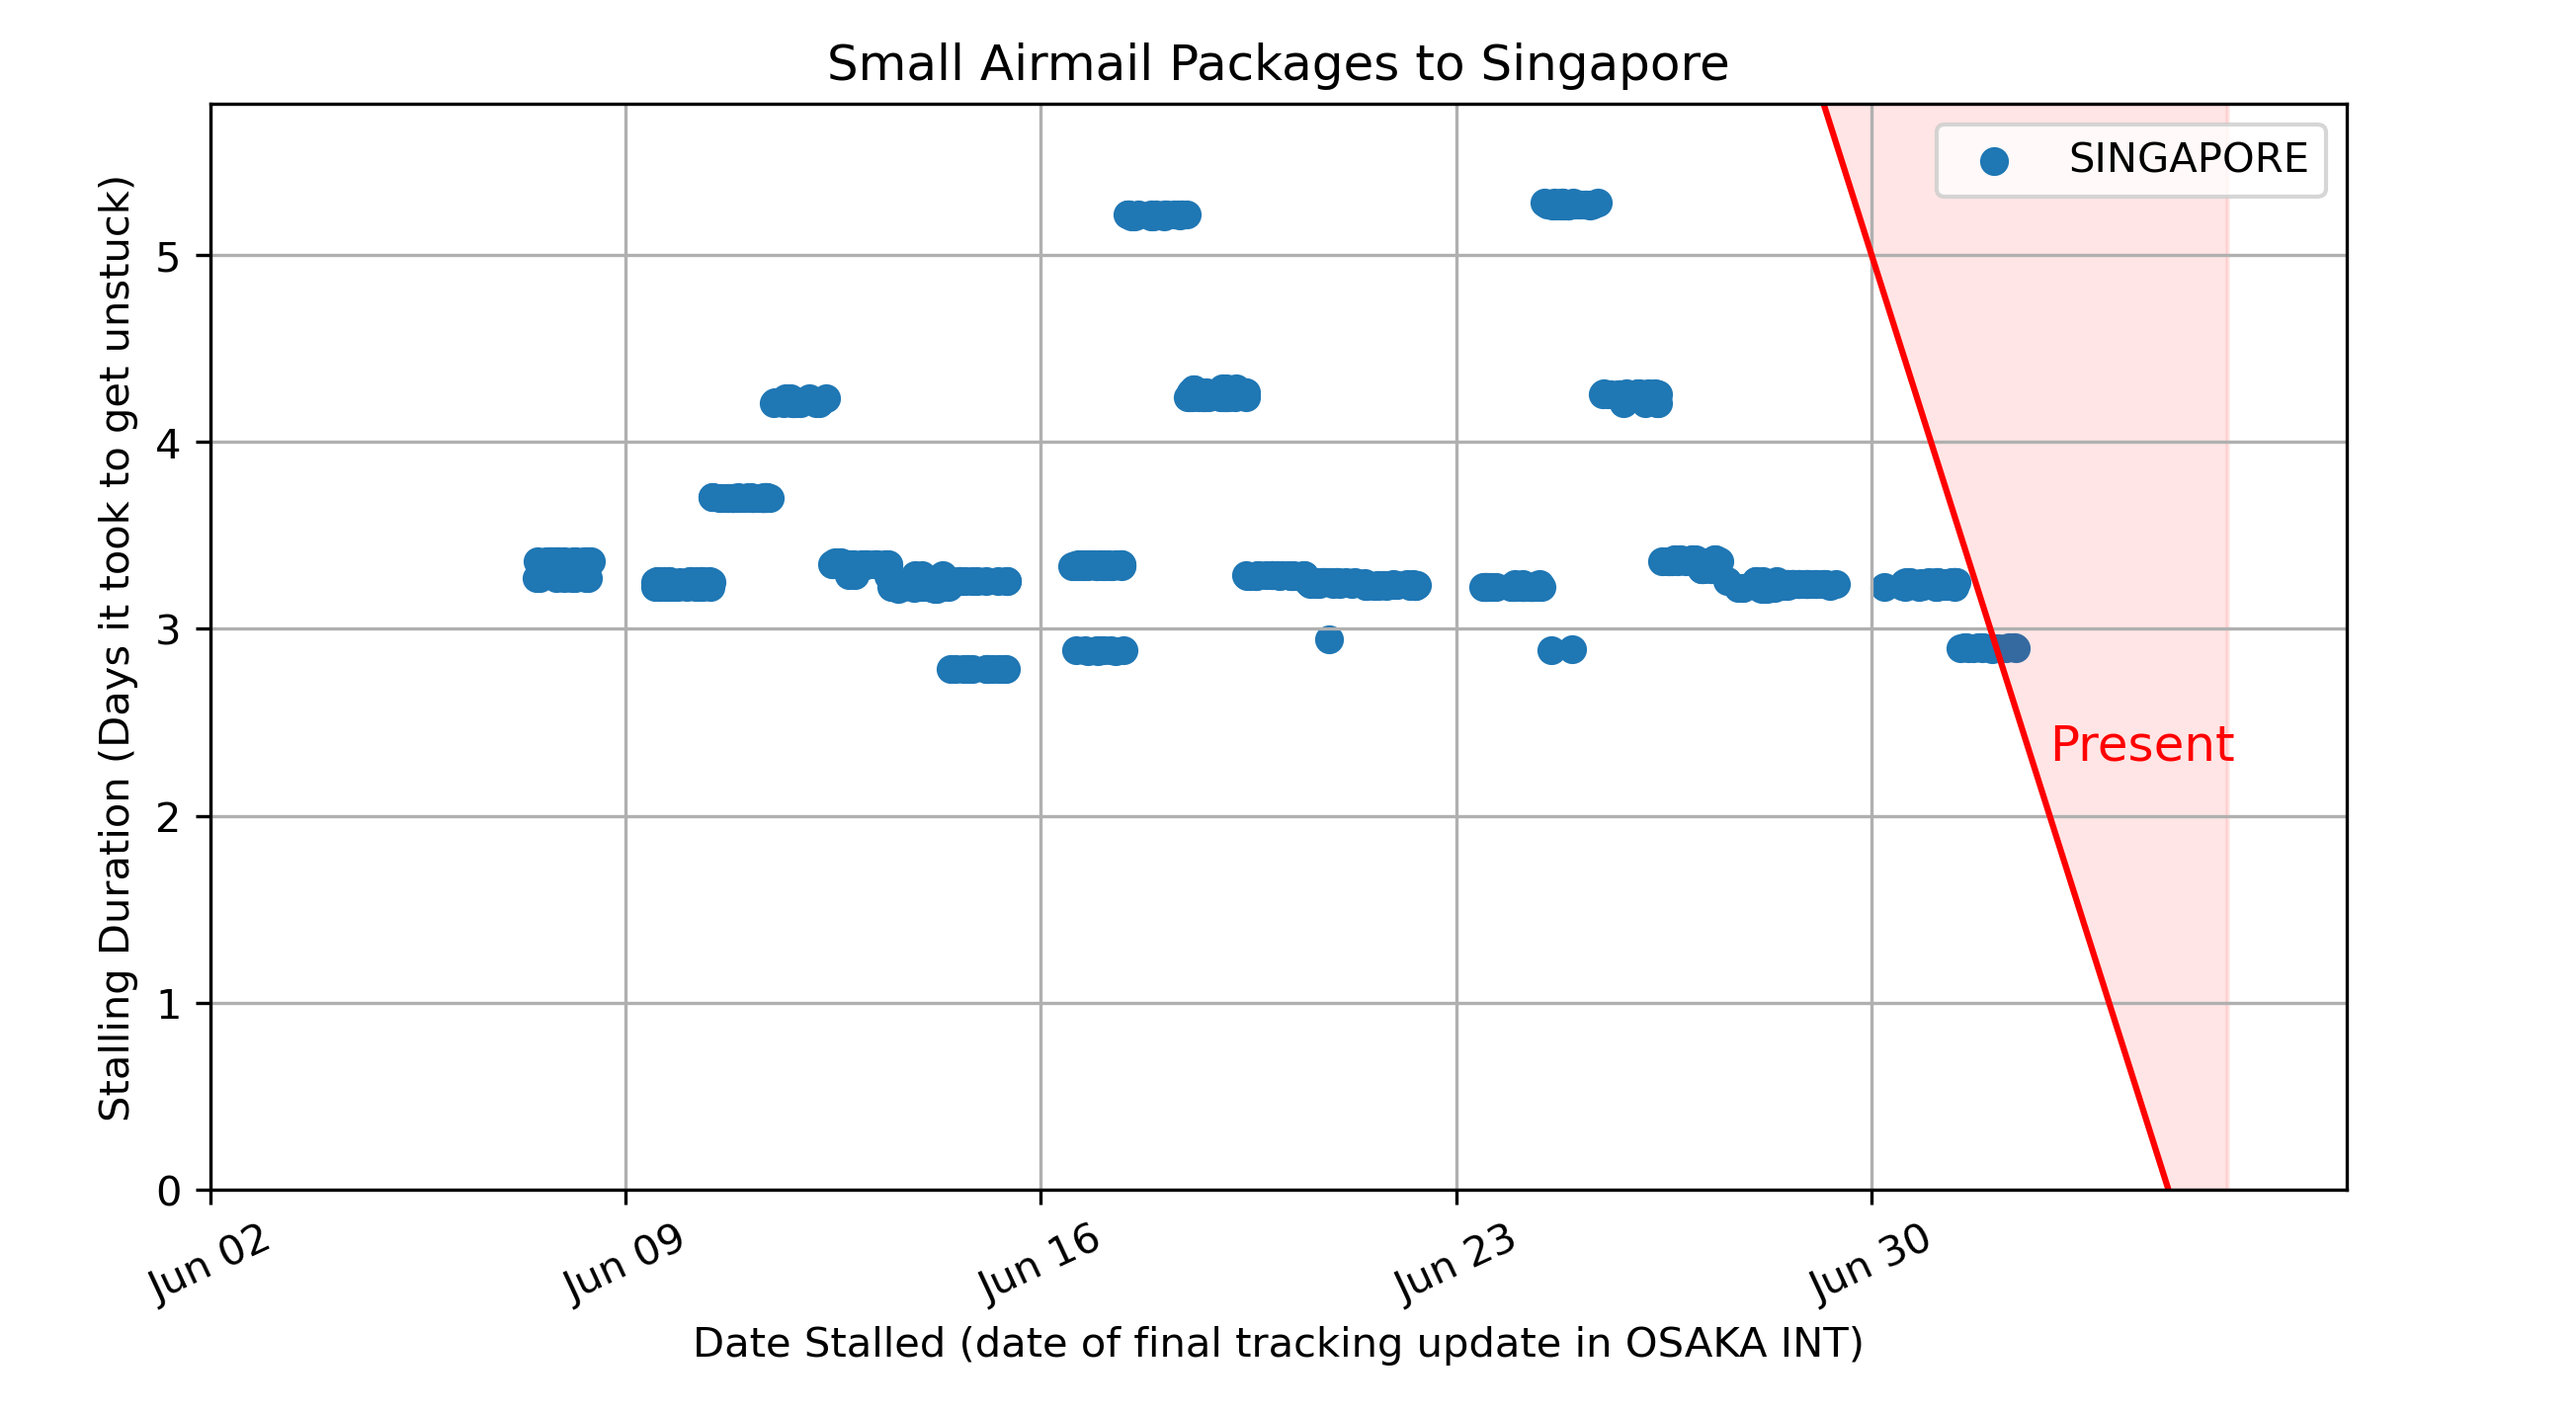 Small Airmail Packages to Singapore
SINGAPORE
Stalling Duration (Days it took to get unstuck)
5
4
3
2
1
0
Present
Jun 02
Jun 09
Jun 16
Jun 23
Jun 30
Date Stalled (date of final tracking update in OSAKA INT)